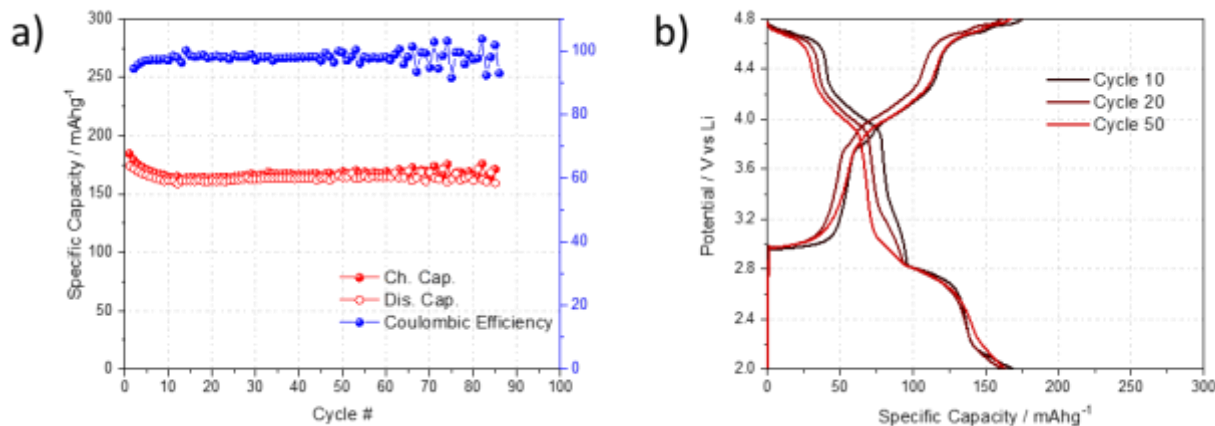 a)
300
250
200
150
100
50
0
Specific Capacity / mAhg⁻¹
0 10 20 30 40 50 60 70 80 90 100
Cycle #
100
80
60
40
20
0
Ch. Cap.
Dis. Cap.
Coulombic Efficiency
b)
4.8
4.4
4.0
3.6
3.2
2.8
2.4
2.0
Potential / V vs Li
0 50 100 150 200 250 300
Specific Capacity / mAhg⁻¹
Cycle 10
Cycle 20
Cycle 50